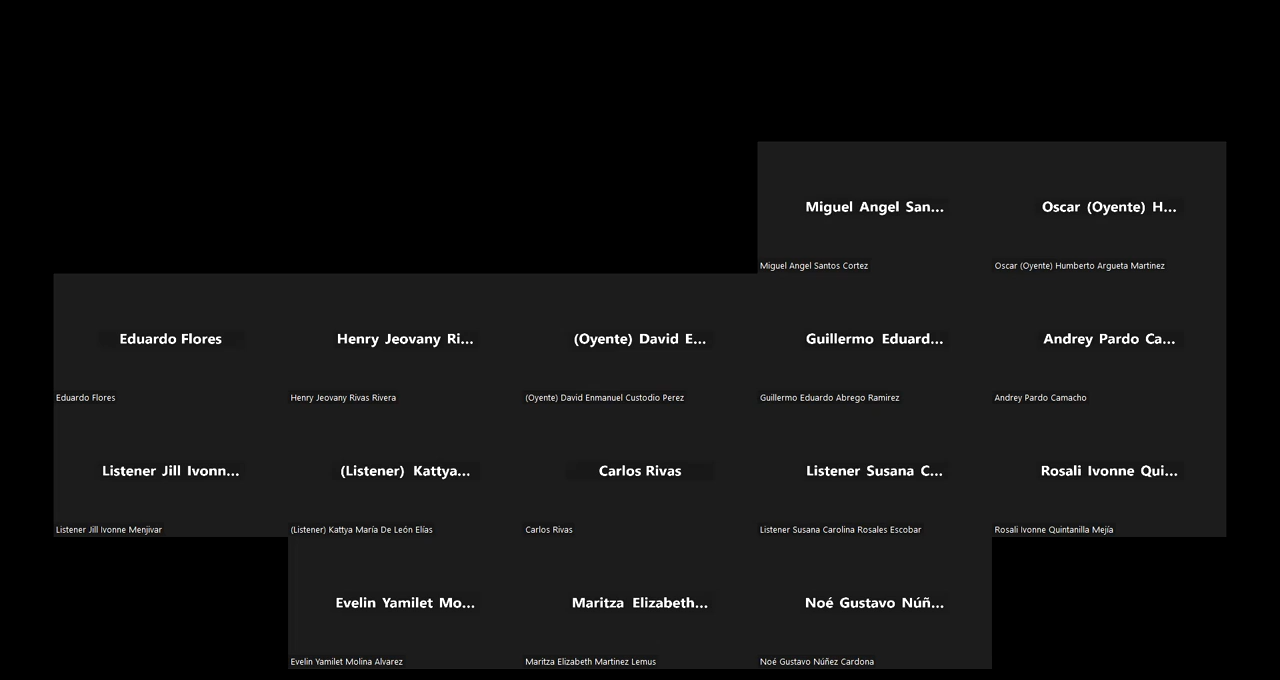 Miguel Angel San...
Oscar (Oyente) H...
Miguel Angel Santos Cortez
Oscar (Oyente) Humberto Argueta Martinez
Eduardo Flores
Henry Jeovany Ri...
(Oyente) David E...
Guillermo Eduard...
Andrey Pardo Ca...
Eduardo Flores
Henry Jeovany Rivas Rivera
(Oyente) David Enmanuel Custodio Perez
Guillermo Eduardo Abrego Ramirez
Andrey Pardo Camacho
Listener Jill Ivonn...
(Listener) Kattya...
Carlos Rivas
Listener Susana C...
Rosali Ivonne Qui...
Listener Jill Ivonne Menjivar
(Listener) Kattya María De León Elías
Carlos Rivas
Listener Susana Carolina Rosales Escobar
Rosali Ivonne Quintanilla Mejía
Evelin Yamilet Mo...
Maritza Elizabeth...
Noé Gustavo Núñ...
Evelin Yamilet Molina Alvarez
Maritza Elizabeth Martinez Lemus
Noé Gustavo Núñez Cardona